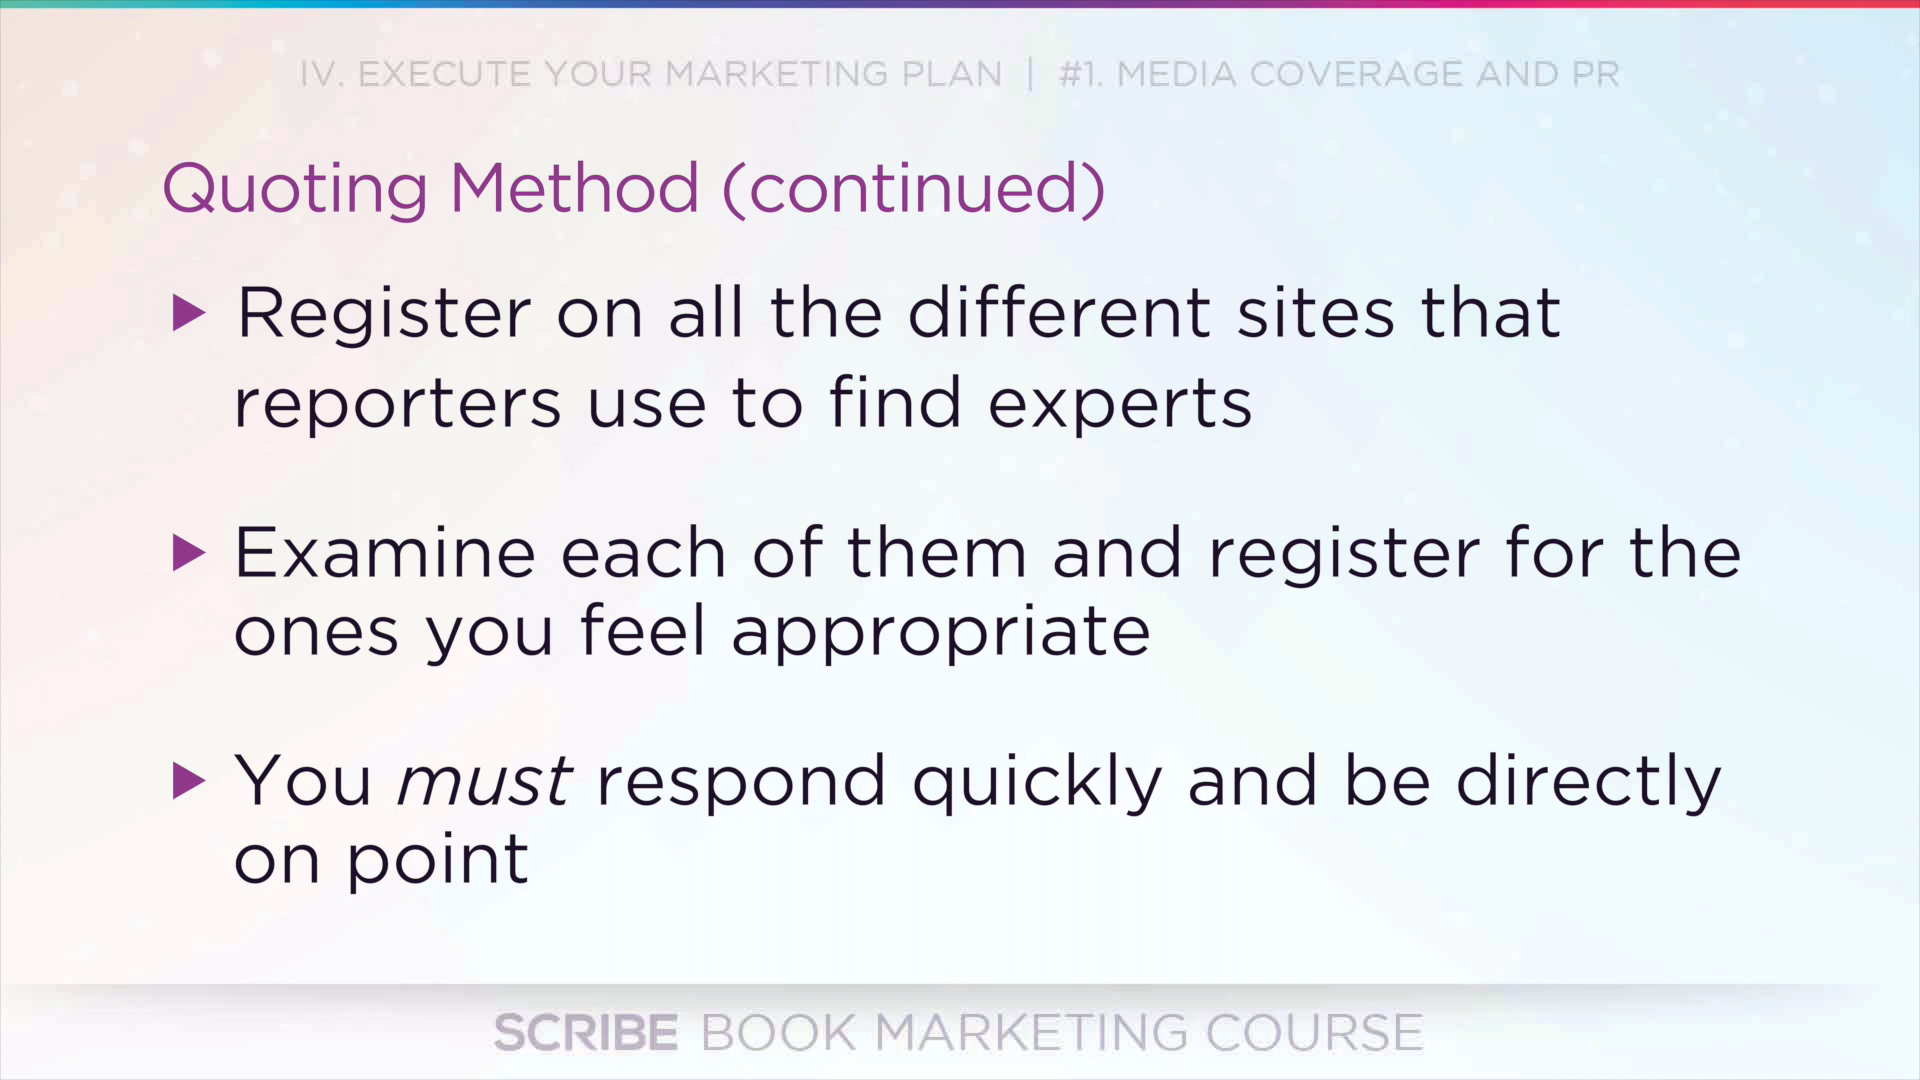 IV. EXECUTE YOUR MARKETING PLAN | #1. MEDIA COVERAGE AND PR
Quoting Method (continued)
▶ Register on all the different sites that
reporters use to find experts
▶ Examine each of them and register for the
ones you feel appropriate
▶ You must respond quickly and be directly
on point
SCRIBE BOOK MARKETING COURSE